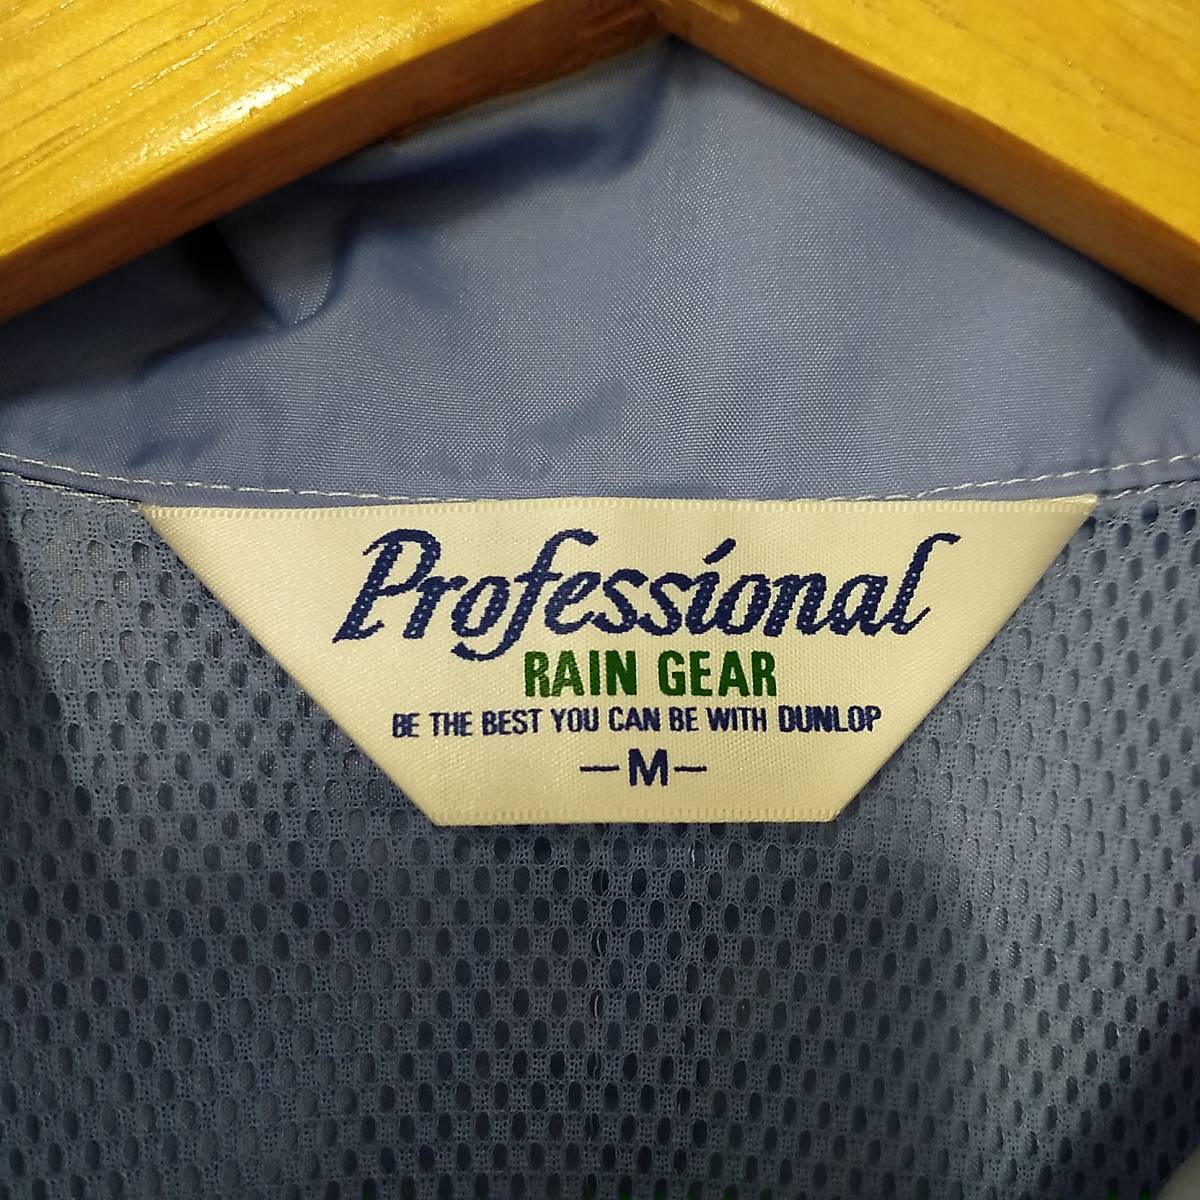 Professional
RAIN GEAR
BE THE BEST YOU CAN BE WITH DUNLOP
—M—